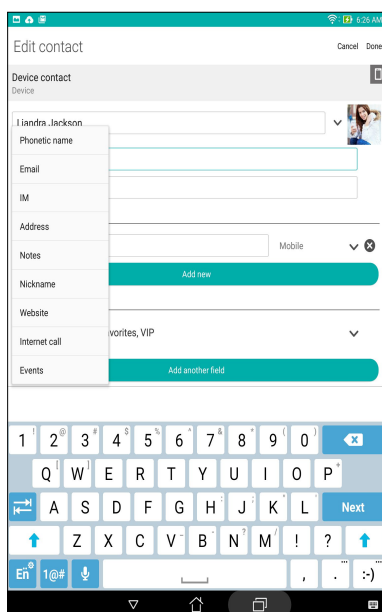 6:26 AM
Edit contact
Cancel Done
Device contact
Device
Liandra Jackson
Phonetic name
Email
IM
Address
Notes
Mobile
Add new
Nickname
Website
vorites, VIP
Internet call
Events
Add another field
1 ! 2 @ 3 # 4 $ 5 % 6 ^ 7 & 8 * 9 ( 0 )
Q [ W ] E R T Y U I O P +
A S D F G H : J ; K " L ' Next
Z X C V - B · N ? M / ! ?
En 1@# , . ... :-) ...